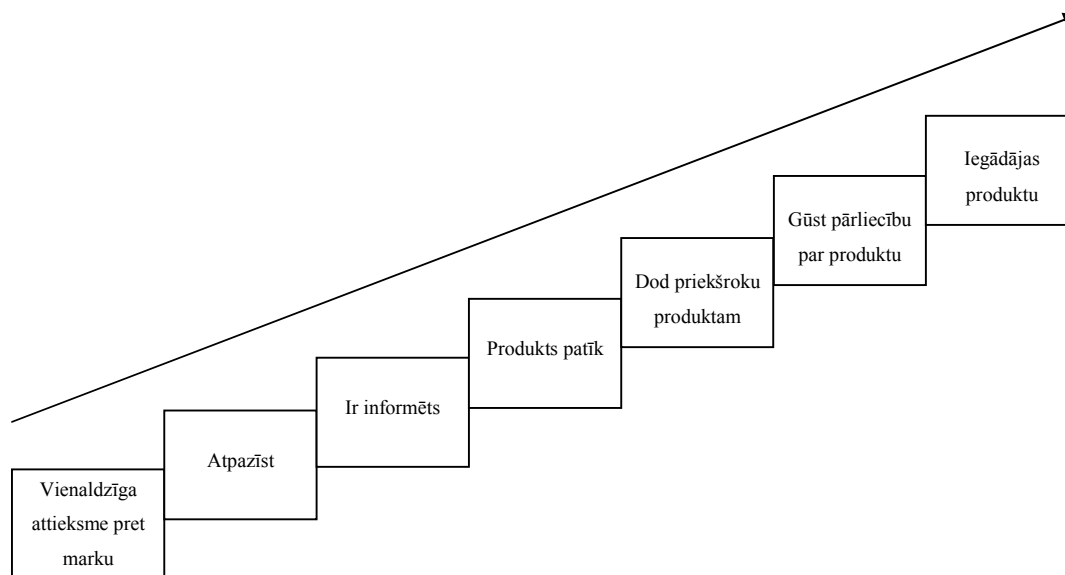 Vienaldzīga
attieksme pret
marku
Atpazīst
Ir informēts
Produkts patīk
Dod priekšroku
produktam
Gūst pārliecību
par produktu
Iegādājas
produktu